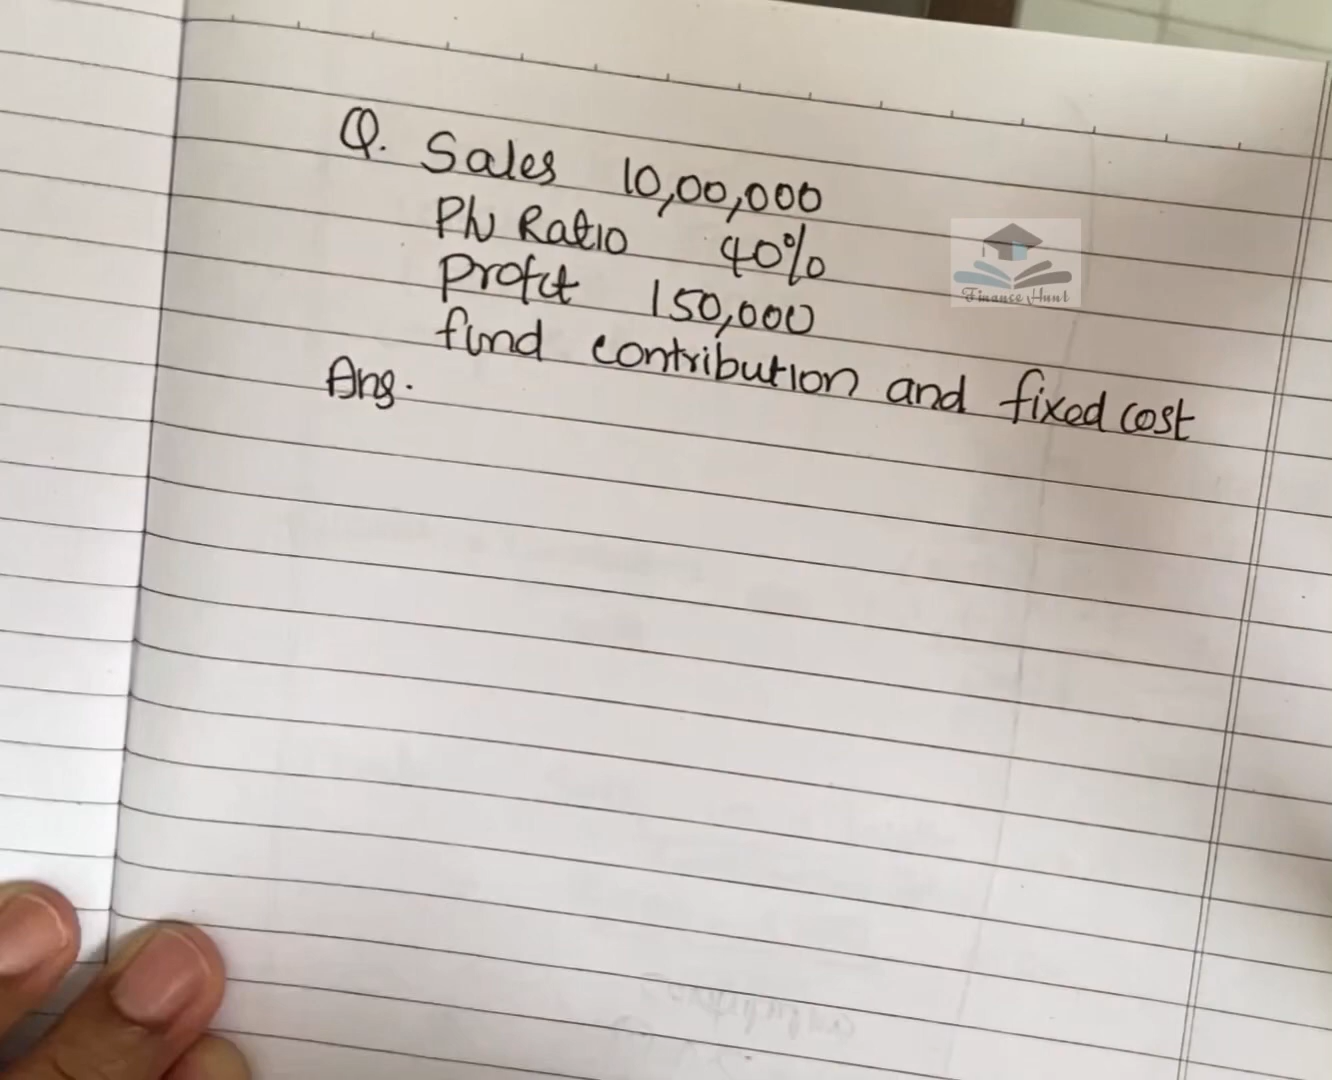 Q. Sales 10,00,000
P/V Ratio 40%
Profit 150,000
find contribution and fixed cost
Ans.
Finance Hunt